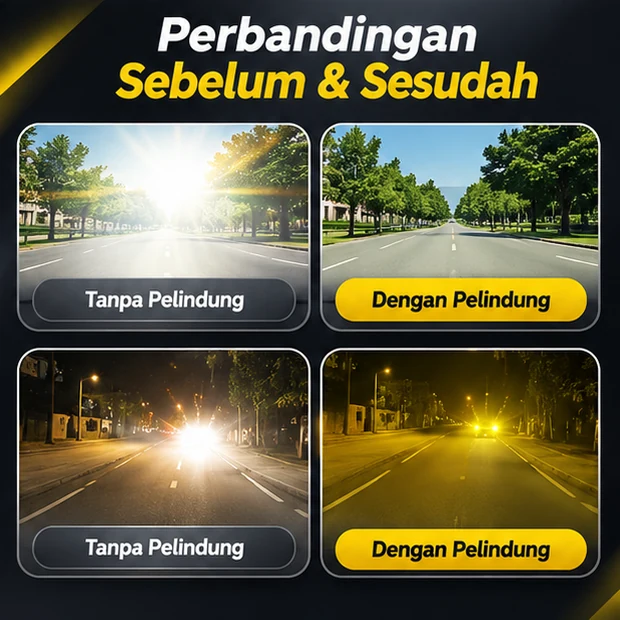 Perbandingan
Sebelum & Sesudah
Tanpa Pelindung
Dengan Pelindung
Tanpa Pelindung
Dengan Pelindung